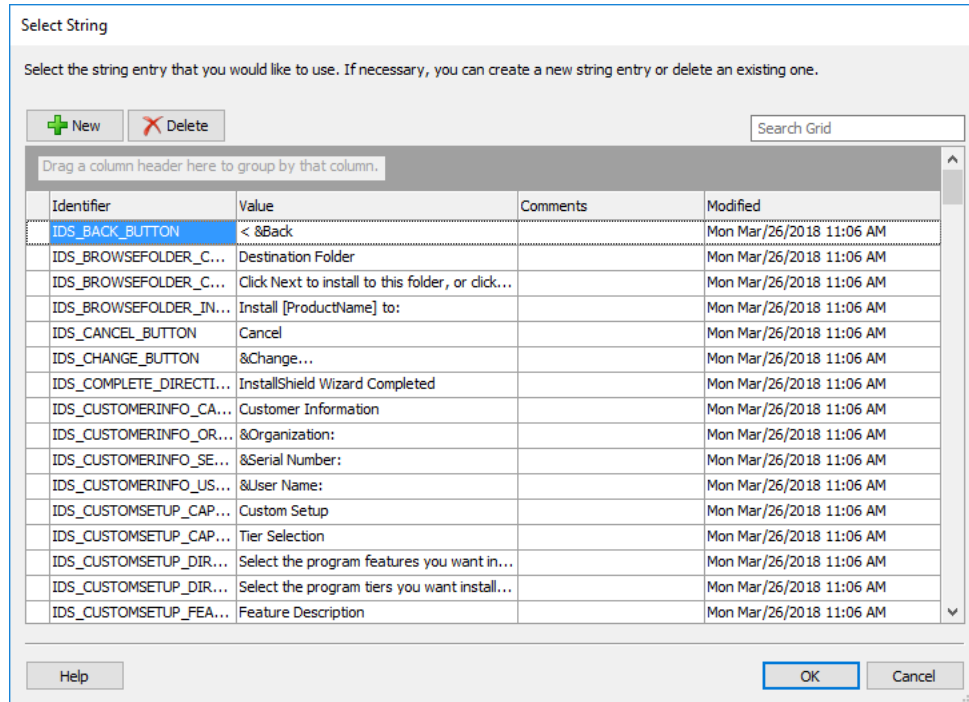 Select String
Select the string entry that you would like to use. If necessary, you can create a new string entry or delete an existing one.
New Delete Search Grid
Drag a column header here to group by that column.
Identifier Value Comments Modified
IDS_BACK_BUTTON < &Back Mon Mar/26/2018 11:06 AM
IDS_BROWSEFOLDER_C... Destination Folder Mon Mar/26/2018 11:06 AM
IDS_BROWSEFOLDER_C... Click Next to install to this folder, or click... Mon Mar/26/2018 11:06 AM
IDS_BROWSEFOLDER_IN... Install [ProductName] to: Mon Mar/26/2018 11:06 AM
IDS_CANCEL_BUTTON Cancel Mon Mar/26/2018 11:06 AM
IDS_CHANGE_BUTTON &Change... Mon Mar/26/2018 11:06 AM
IDS_COMPLETE_DIRECTI... InstallShield Wizard Completed Mon Mar/26/2018 11:06 AM
IDS_CUSTOMERINFO_CA... Customer Information Mon Mar/26/2018 11:06 AM
IDS_CUSTOMERINFO_OR... &Organization: Mon Mar/26/2018 11:06 AM
IDS_CUSTOMERINFO_SE... &Serial Number: Mon Mar/26/2018 11:06 AM
IDS_CUSTOMERINFO_US... &User Name: Mon Mar/26/2018 11:06 AM
IDS_CUSTOMSETUP_CAP... Custom Setup Mon Mar/26/2018 11:06 AM
IDS_CUSTOMSETUP_CAP... Tier Selection Mon Mar/26/2018 11:06 AM
IDS_CUSTOMSETUP_DIR... Select the program features you want in... Mon Mar/26/2018 11:06 AM
IDS_CUSTOMSETUP_DIR... Select the program tiers you want install... Mon Mar/26/2018 11:06 AM
IDS_CUSTOMSETUP_FEA... Feature Description Mon Mar/26/2018 11:06 AM
Help OK Cancel